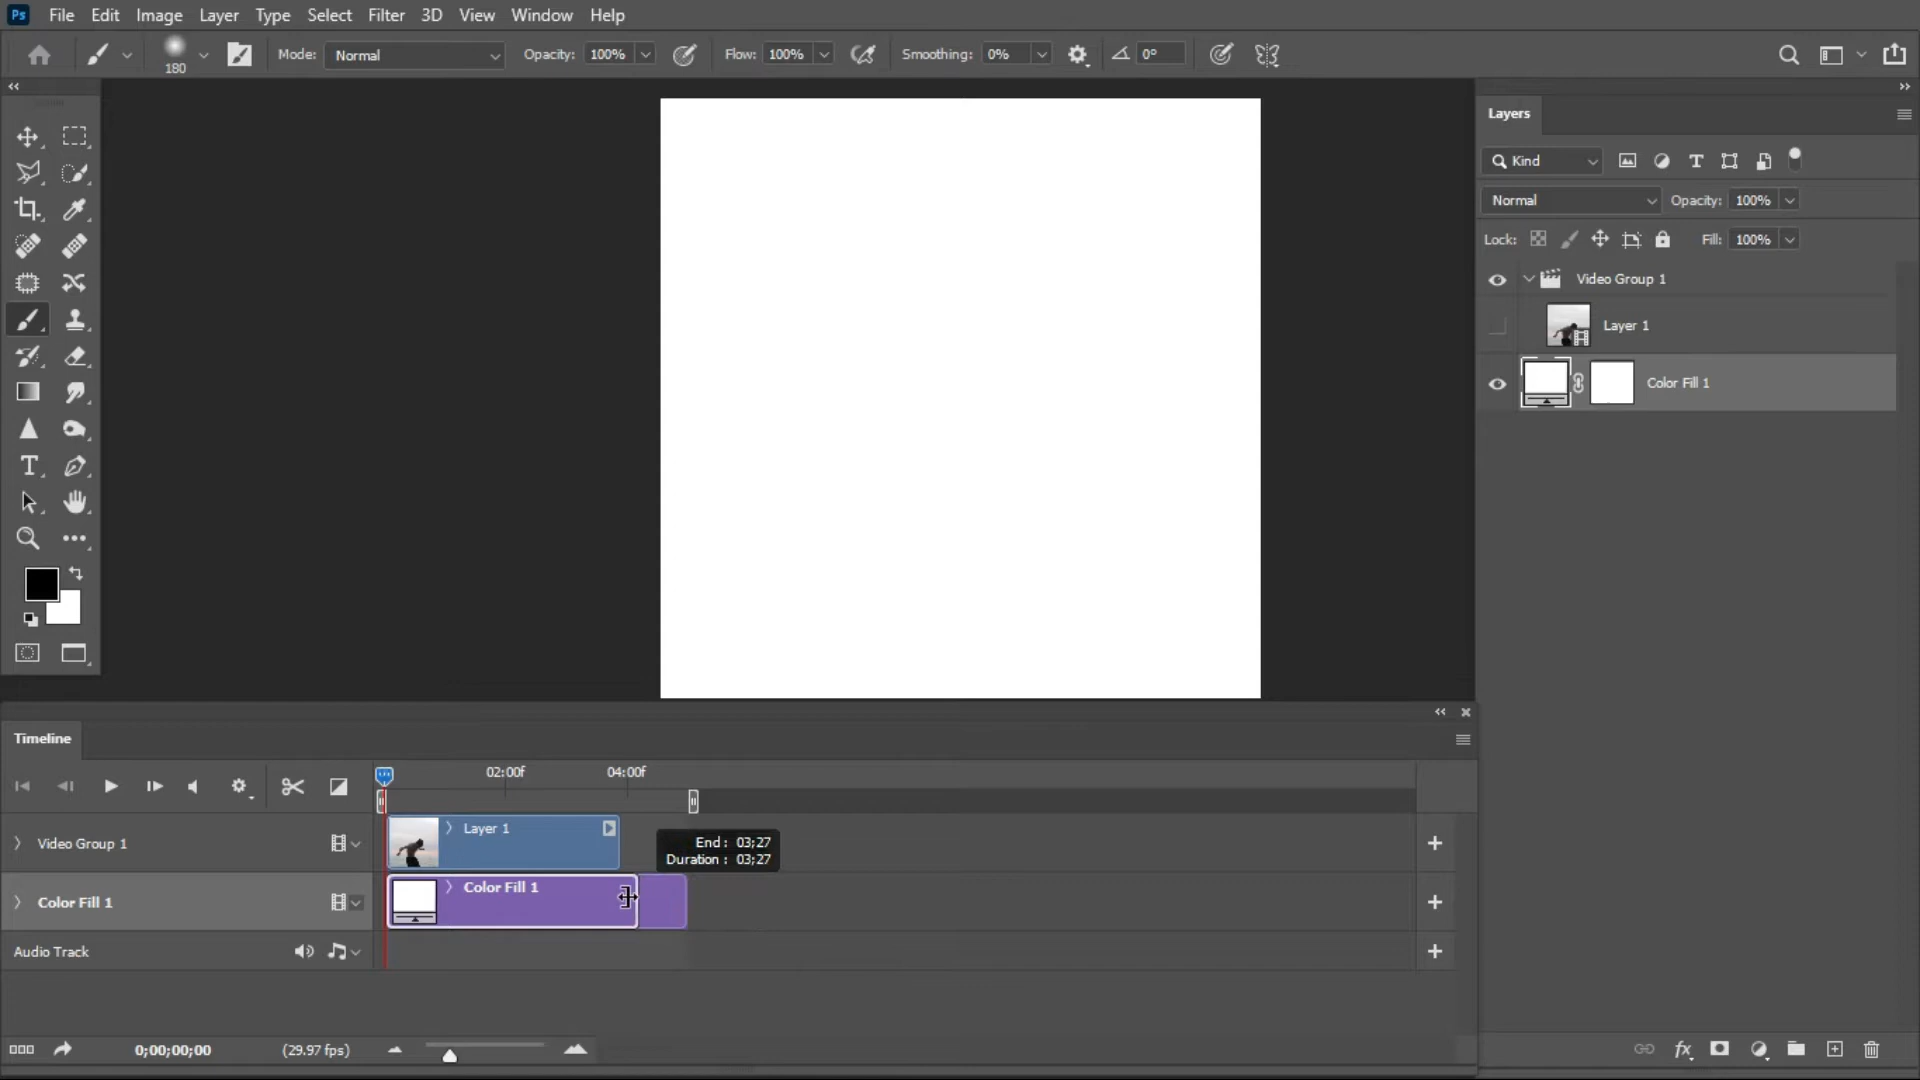 Ps File Edit Image Layer Type Select Filter 3D View Window Help
180 Mode: Normal Opacity: 100% Flow: 100% Smoothing: 0% 0°
Layers
Kind
Normal Opacity: 100%
Lock: Fill: 100%
Video Group 1
Layer 1
Color Fill 1
Timeline
02:00f 04:00f
Video Group 1 Layer 1
End: 03;27
Duration: 03;27
Color Fill 1 Color Fill 1
Audio Track
0;00;00;00 (29.97 fps)
fx